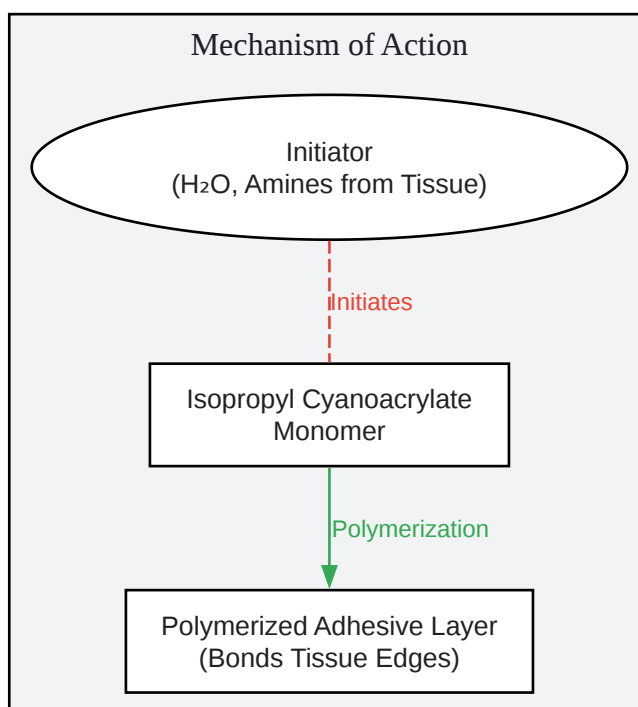 Mechanism of Action
Initiator
(H₂O, Amines from Tissue)
Initiates
Isopropyl Cyanoacrylate
Monomer
Polymerization
Polymerized Adhesive Layer
(Bonds Tissue Edges)